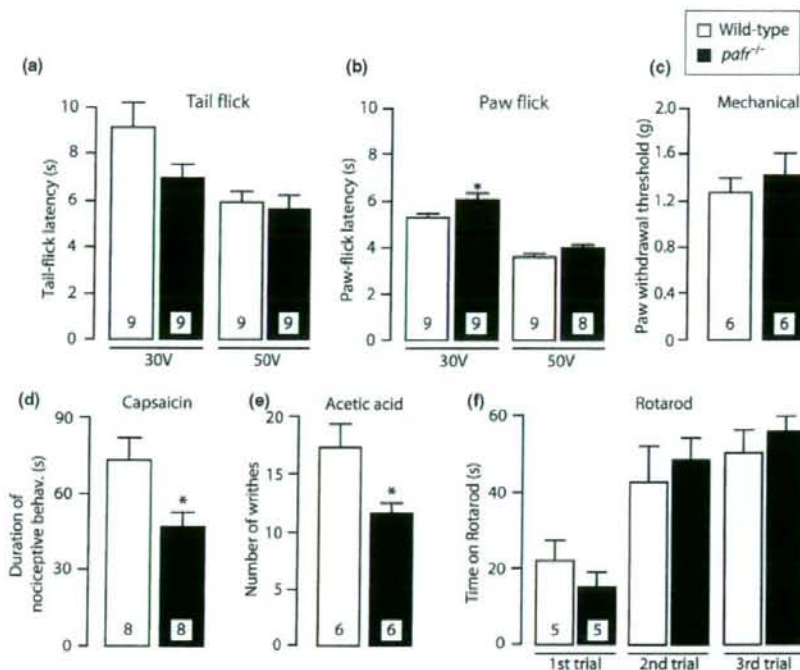 Wild-type
pafr-/-
(a)
Tail flick
Tail-flick latency (s)
10
8
6
4
2
0
9
9
9
9
30V
50V
(b)
Paw flick
Paw-flick latency (s)
10
8
6
4
2
0
*
9
9
9
8
30V
50V
(c)
Mechanical
Paw withdrawal threshold (g)
2.0
1.6
1.2
0.8
0.4
0
6
6
(d)
Capsaicin
Duration of
nociceptive behav. (s)
90
60
30
0
*
8
8
(e)
Acetic acid
Number of writhes
20
15
10
5
0
*
6
6
(f)
Rotarod
Time on Rotarod (s)
60
40
20
0
5
5
1st trial
2nd trial
3rd trial